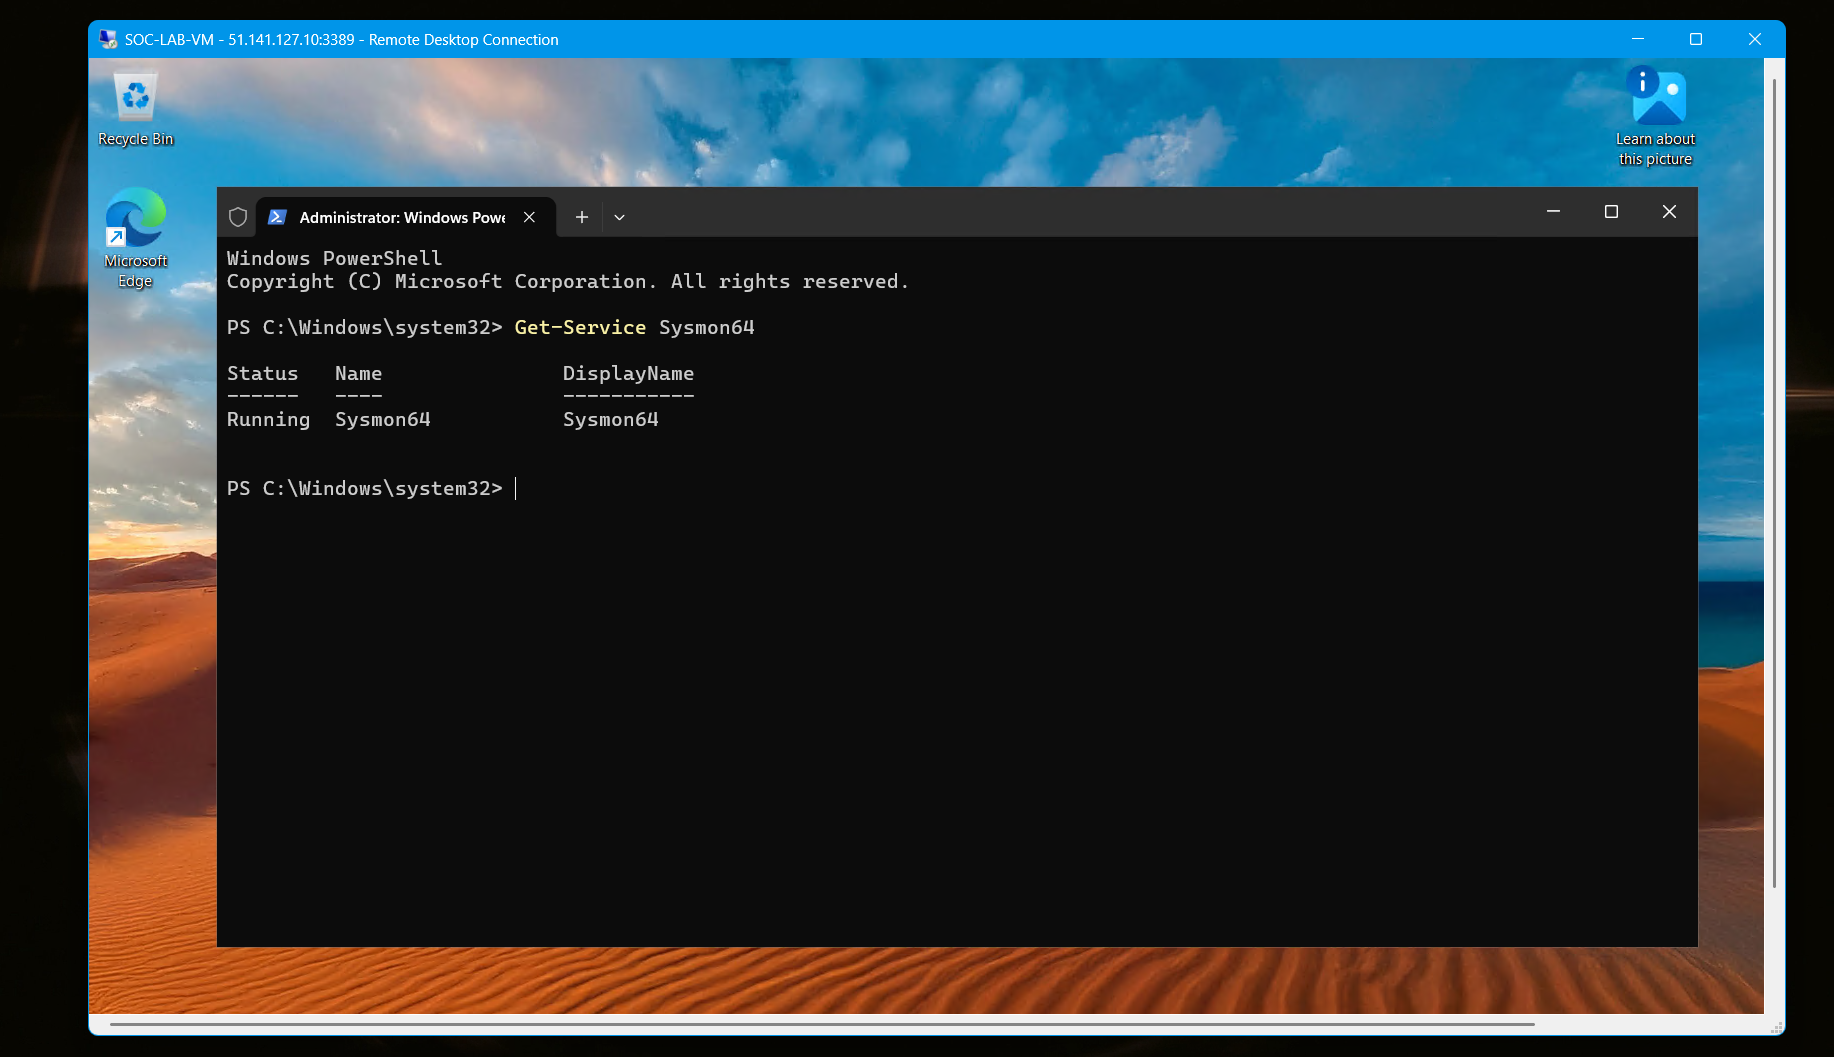 SOC-LAB-VM - 51.141.127.10:3389 - Remote Desktop Connection
Recycle Bin
Learn about
this picture
Microsoft
Edge
Administrator: Windows Powe
Windows PowerShell
Copyright (C) Microsoft Corporation. All rights reserved.
PS C:\Windows\system32> Get-Service Sysmon64
Status   Name               DisplayName
------   ----               -----------
Running  Sysmon64           Sysmon64
PS C:\Windows\system32>